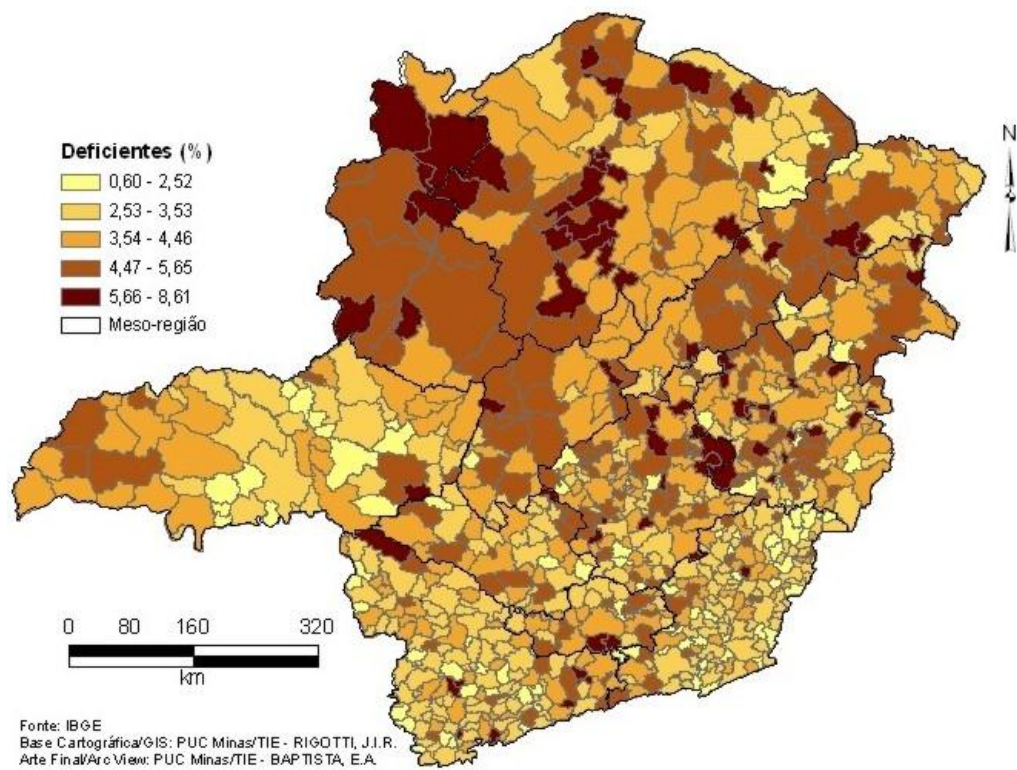 Deficientes (%)
0,60 - 2,52
2,53 - 3,53
3,54 - 4,46
4,47 - 5,65
5,66 - 8,61
Meso-região
N
0 80 160 320
km
Fonte: IBGE
Base Cartográfica/GIS: PUC Minas/TIE - RIGOTTI, J.I.R.
Arte Final/Arc View: PUC Minas/TIE - BAPTISTA, E.A.